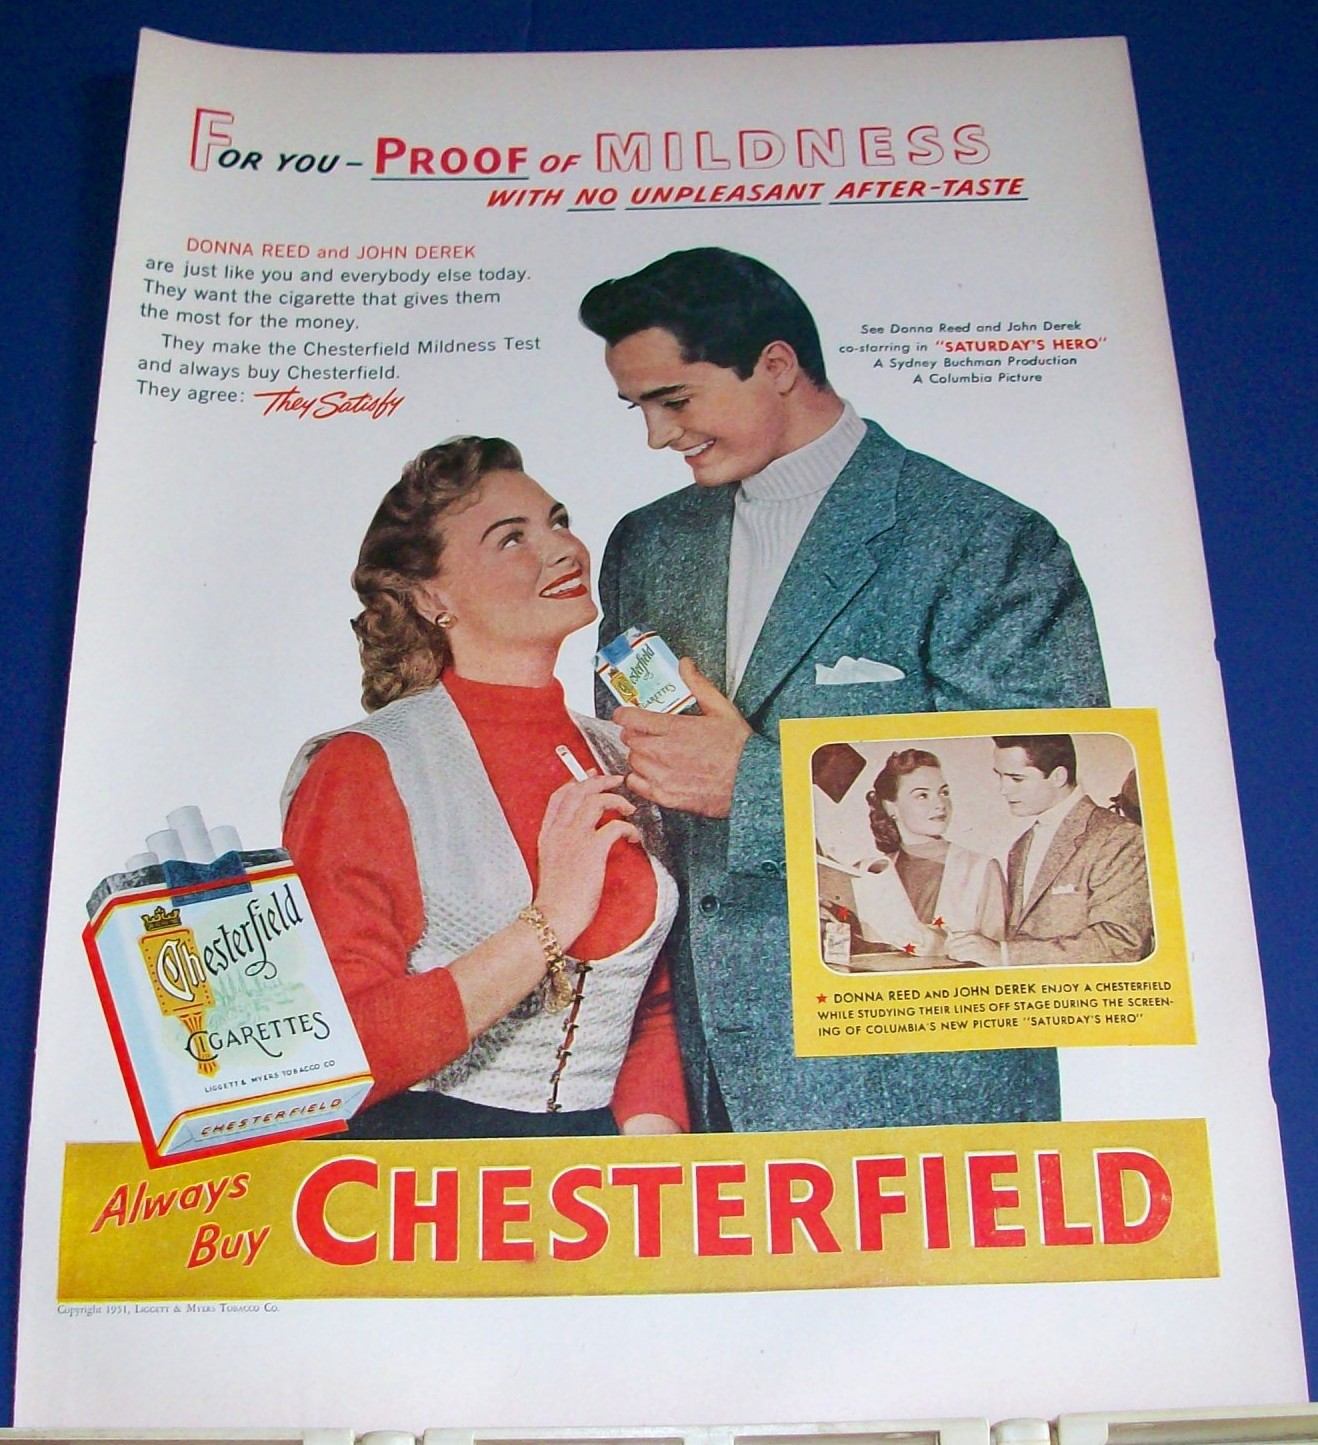 FOR YOU – PROOF OF MILDNESS
WITH NO UNPLEASANT AFTER-TASTE
DONNA REED and JOHN DEREK
are just like you and everybody else today.
They want the cigarette that gives them
the most for the money.
They make the Chesterfield Mildness Test
and always buy Chesterfield.
They agree: They Satisfy
See Donna Reed and John Derek
co-starring in "SATURDAY'S HERO"
A Sydney Buchman Production
A Columbia Picture
Chesterfield
CIGARETTES
★ DONNA REED AND JOHN DEREK ENJOY A CHESTERFIELD
WHILE STUDYING THEIR LINES OFF STAGE DURING THE SCREEN-
ING OF COLUMBIA'S NEW PICTURE "SATURDAY'S HERO"
Chesterfield
CIGARETTES
LIGGETT & MYERS TOBACCO CO
CHESTERFIELD
Always
Buy CHESTERFIELD
Copyright 1951, LIGGETT & MYERS TOBACCO CO.